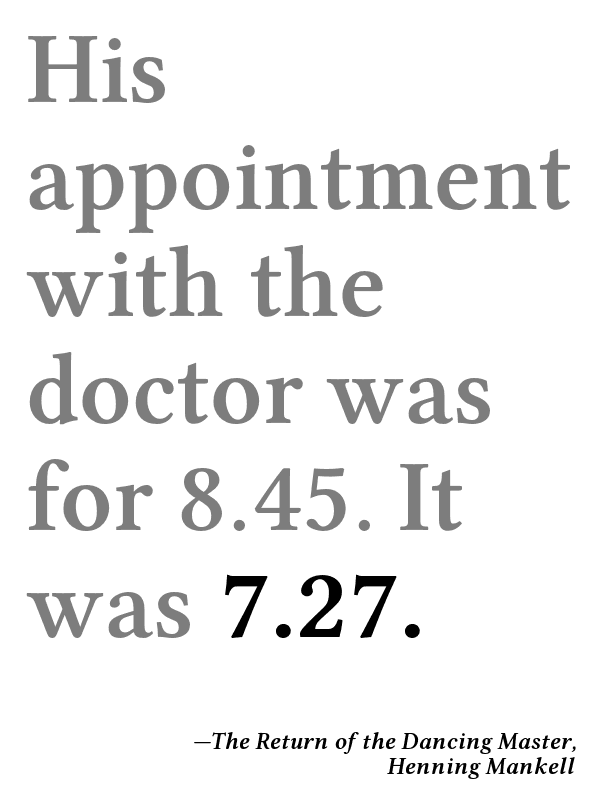 His
appointment
with the
doctor was
for 8.45. It
was 7.27.
—The Return of the Dancing Master,
Henning Mankell